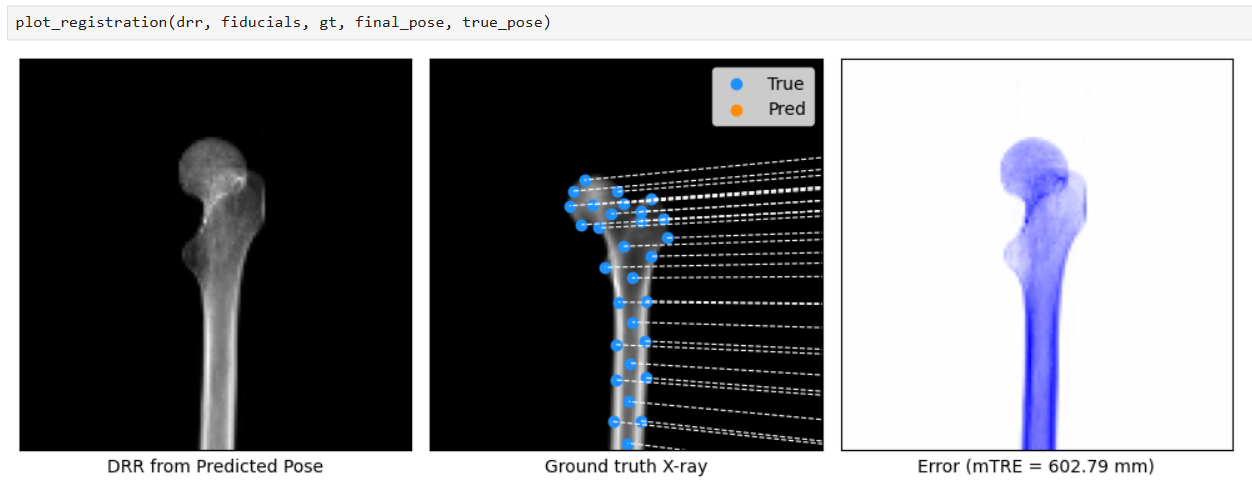 plot_registration(drr, fiducials, gt, final_pose, true_pose)
True
Pred
DRR from Predicted Pose
Ground truth X-ray
Error (mTRE = 602.79 mm)